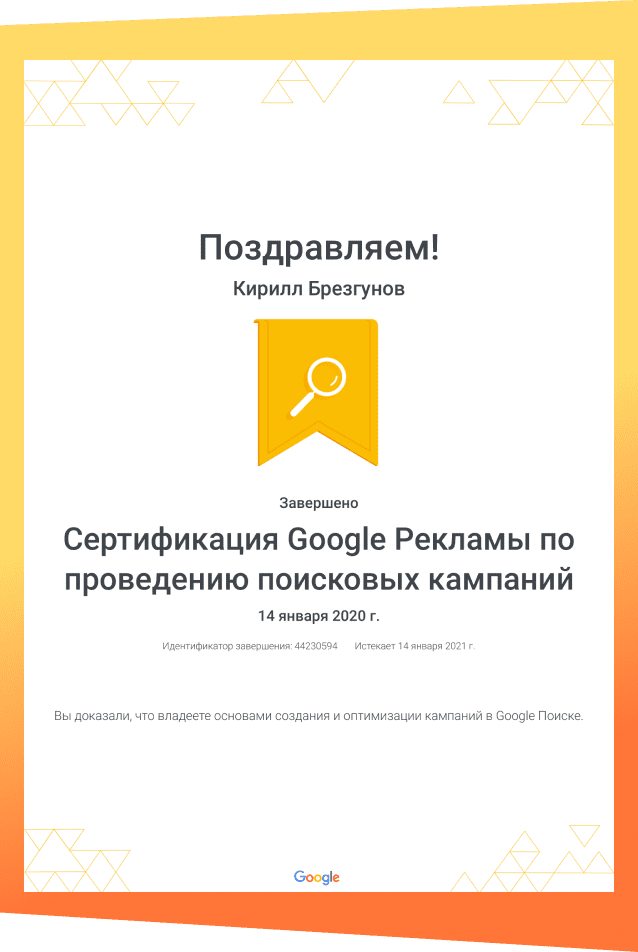 Поздравляем!
Кирилл Брезгунов
Завершено
Сертификация Google Рекламы по
проведению поисковых кампаний
14 января 2020 г.
Идентификатор завершения: 44230594 Истекает 14 января 2021 г.
Вы доказали, что владеете основами создания и оптимизации кампаний в Google Поиске.
Google